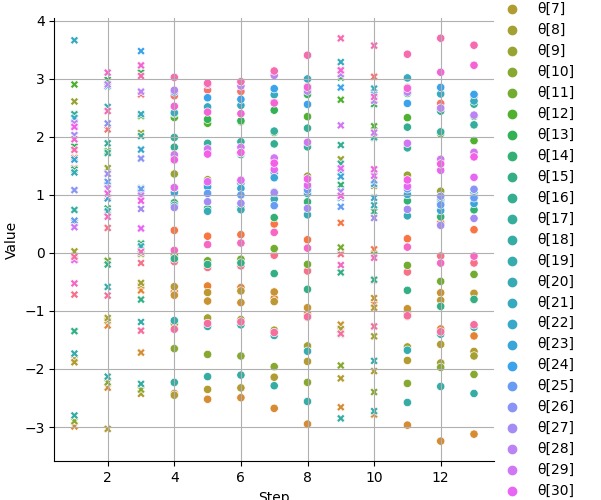 4
3
2
1
0
−1
−2
−3
Value
2
4
6
8
10
12
Step
θ[7]
θ[8]
θ[9]
θ[10]
θ[11]
θ[12]
θ[13]
θ[14]
θ[15]
θ[16]
θ[17]
θ[18]
θ[19]
θ[20]
θ[21]
θ[22]
θ[23]
θ[24]
θ[25]
θ[26]
θ[27]
θ[28]
θ[29]
θ[30]